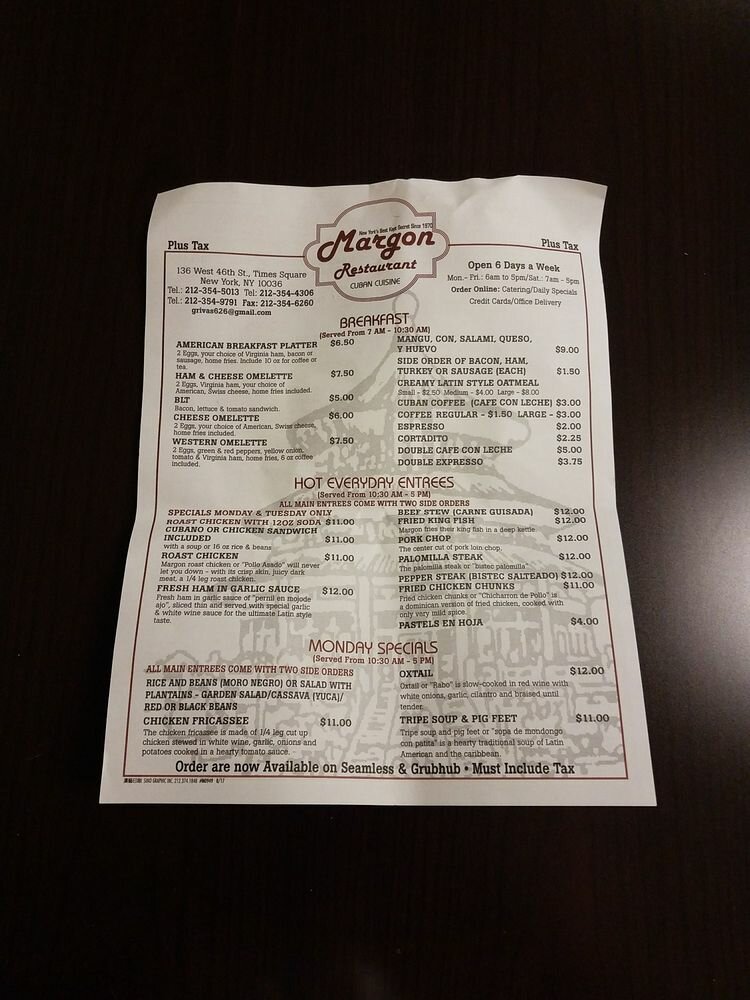 New York's Best Kept Secret Since 1970
Margon
Restaurant
CUBAN CUISINE
Plus Tax
Plus Tax
136 West 46th St., Times Square
New York, NY 10036
Tel.: 212-354-5013 Tel: 212-354-4306
Tel.: 212-354-9791 Fax: 212-354-6260
grivas626@gmail.com
Open 6 Days a Week
Mon.- Fri.: 6am to 5pm/Sat.: 7am - 5pm
Order Online: Catering/Daily Specials
Credit Cards/Office Delivery
BREAKFAST
(Served From 7 AM - 10:30 AM)
AMERICAN BREAKFAST PLATTER $6.50
2 Eggs, your choice of Virginia ham, bacon or
sausage, home fries. Include 10 oz for coffee or
tea.
HAM & CHEESE OMELETTE $7.50
2 Eggs, Virginia ham, your choice of
American, Swiss cheese, home fries included.
BLT $5.00
Bacon, lettuce & tomato sandwich.
CHEESE OMELETTE $6.00
2 Eggs, your choice of American, Swiss cheese,
home fries included.
WESTERN OMELETTE $7.50
2 Eggs, green & red peppers, yellow onion,
tomato & Virginia ham, home fries, 6 oz coffee
included.
MANGU, CON, SALAMI, QUESO,
Y HUEVO $9.00
SIDE ORDER OF BACON, HAM,
TURKEY OR SAUSAGE (EACH) $1.50
CREAMY LATIN STYLE OATMEAL
Small - $2.50 Medium - $4.00 Large - $8.00
CUBAN COFFEE (CAFE CON LECHE) $3.00
COFFEE REGULAR - $1.50 LARGE - $3.00
ESPRESSO $2.00
CORTADITO $2.25
DOUBLE CAFE CON LECHE $5.00
DOUBLE EXPRESSO $3.75
HOT EVERYDAY ENTREES
(Served From 10:30 AM - 5 PM)
ALL MAIN ENTREES COME WITH TWO SIDE ORDERS
SPECIALS MONDAY & TUESDAY ONLY
ROAST CHICKEN WITH 12OZ SODA $11.00
CUBANO OR CHICKEN SANDWICH
INCLUDED $11.00
with a soup or 16 oz rice & beans
ROAST CHICKEN $11.00
Margon roast chicken or "Pollo Asado" will never
let you down - with its crisp skin, juicy dark
meat, a 1/4 leg roast chicken.
FRESH HAM IN GARLIC SAUCE $12.00
Fresh ham in garlic sauce of "pernil en mojode
ajo", sliced thin and served with special garlic
& white wine sauce for the ultimate Latin style
taste.
BEEF STEW (CARNE GUISADA) $12.00
FRIED KING FISH $12.00
Margon fries their king fish in a deep kettle.
PORK CHOP $12.00
The center cut of pork loin chop.
PALOMILLA STEAK $12.00
The palomilla steak or "bistec palomilla"
PEPPER STEAK (BISTEC SALTEADO) $12.00
FRIED CHICKEN CHUNKS $11.00
Fried chicken chunks or "Chicharron de Pollo" is
a dominican version of fried chicken, cooked with
only very mild spice.
PASTELS EN HOJA $4.00
MONDAY SPECIALS
(Served From 10:30 AM - 5 PM)
ALL MAIN ENTREES COME WITH TWO SIDE ORDERS
RICE AND BEANS (MORO NEGRO) OR SALAD WITH
PLANTAINS - GARDEN SALAD/CASSAVA (YUCA)/
RED OR BLACK BEANS
CHICKEN FRICASSEE $11.00
The chicken fricassee is made of 1/4 leg cut up
chicken stewed in white wine, garlic, onions and
potatoes cooked in a hearty tomato sauce.
OXTAIL $12.00
Oxtail or "Rabo" is slow-cooked in red wine with
white onions, garlic, cilantro and braised until
tender.
TRIPE SOUP & PIG FEET $11.00
Tripe soup and pig feet or "sopa de mondongo
con patita" is a hearty traditional soup of Latin
American and the caribbean.
Order are now Available on Seamless & Grubhub • Must Include Tax
SINO GRAPHIC INC. 212.374.1848 #M0949 8/17